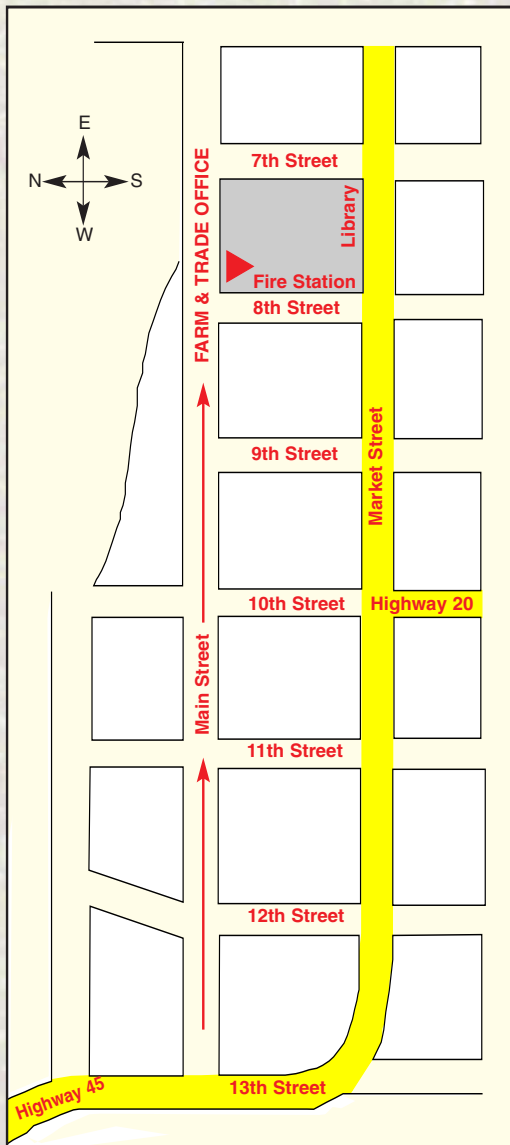 E
N
S
W
FARM & TRADE OFFICE
7th Street
Library
Fire Station
8th Street
Market Street
9th Street
10th Street
Highway 20
Main Street
11th Street
12th Street
Highway 45
13th Street